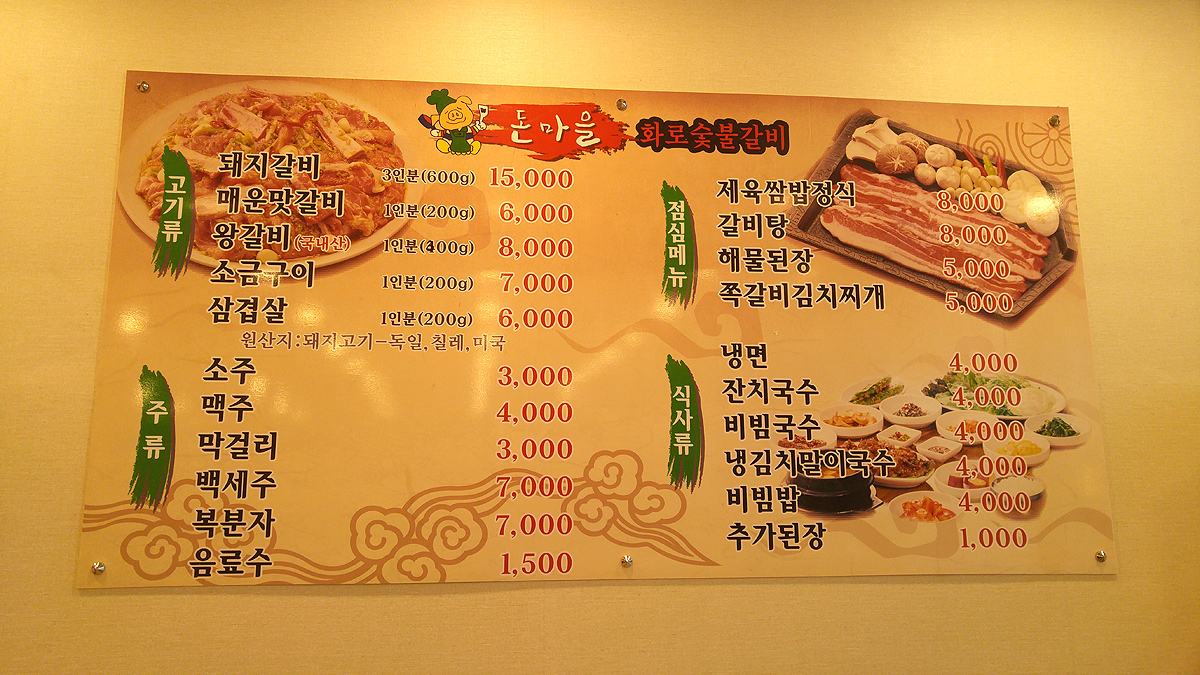 돈마을 화로숯불갈비
고기류
돼지갈비 3인분(600g) 15,000
매운맛갈비 1인분(200g) 6,000
왕갈비(국내산) 1인분(400g) 8,000
소금구이 1인분(200g) 7,000
삼겹살 1인분(200g) 6,000
원산지:돼지고기-독일,칠레,미국
주류
소주 3,000
맥주 4,000
막걸리 3,000
백세주 7,000
복분자 7,000
음료수 1,500
점심메뉴
제육쌈밥정식 8,000
갈비탕 8,000
해물된장 5,000
쪽갈비김치찌개 5,000
식사류
냉면 4,000
잔치국수 4,000
비빔국수 4,000
냉김치말이국수 4,000
비빔밥 4,000
추가된장 1,000